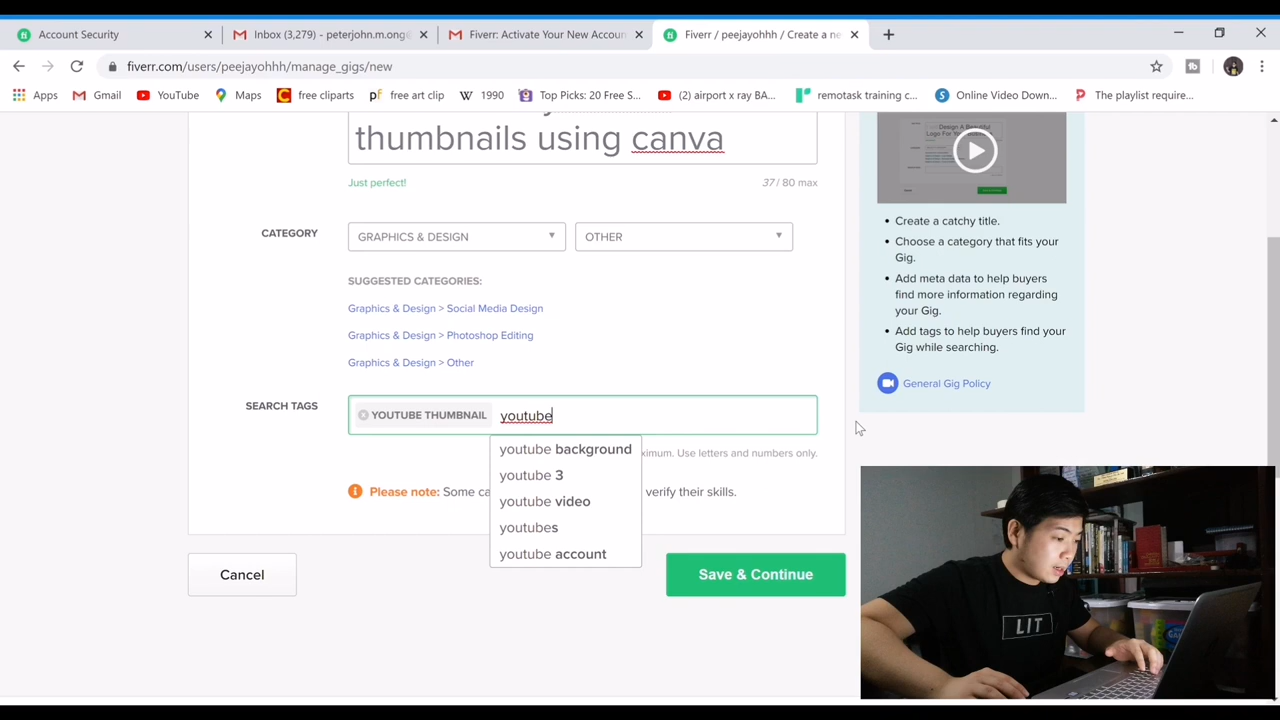 Account Security
Inbox (3,279) - peterjohn.m.ong
Fiverr: Activate Your New Accoun
Fiverr / peejayohhh / Create a ne
fiverr.com/users/peejayohhh/manage_gigs/new
Apps
Gmail
YouTube
Maps
free cliparts
free art clip
1990
Top Picks: 20 Free S...
(2) airport x ray BA...
remotask training c...
Online Video Down...
The playlist require...
thumbnails using canva
Just perfect!
37 / 80 max
CATEGORY
GRAPHICS & DESIGN
OTHER
SUGGESTED CATEGORIES:
Graphics & Design > Social Media Design
Graphics & Design > Photoshop Editing
Graphics & Design > Other
SEARCH TAGS
YOUTUBE THUMBNAIL
youtube
youtube background
youtube 3
youtube video
youtubes
youtube account
imum. Use letters and numbers only.
Please note: Some ca
verify their skills.
Cancel
Save & Continue
Design A Beautiful
Logo For Your Business
• Create a catchy title.
• Choose a category that fits your
Gig.
• Add meta data to help buyers
find more information regarding
your Gig.
• Add tags to help buyers find your
Gig while searching.
General Gig Policy
LIT